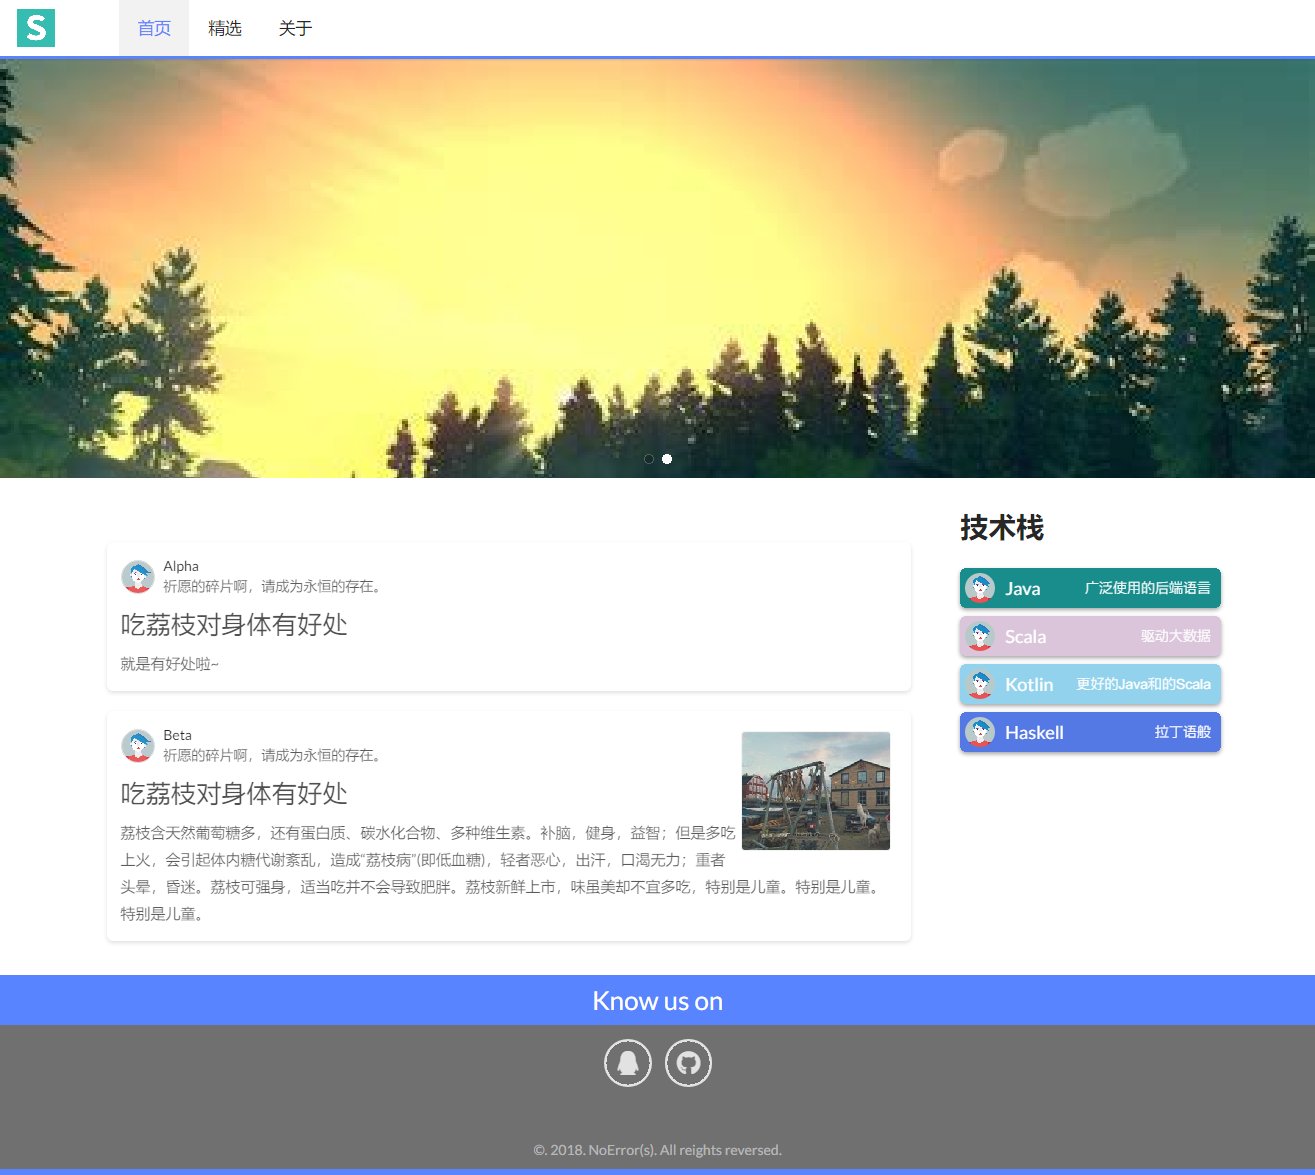 S
首页 精选 关于
Alpha
祈愿的碎片啊，请成为永恒的存在。
吃荔枝对身体有好处
就是有好处啦~
Beta
祈愿的碎片啊，请成为永恒的存在。
吃荔枝对身体有好处
荔枝含天然葡萄糖多，还有蛋白质、碳水化合物、多种维生素。补脑，健身，益智；但是多吃
上火，会引起体内糖代谢紊乱，造成“荔枝病”(即低血糖)，轻者恶心，出汗，口渴无力；重者
头晕，昏迷。荔枝可强身，适当吃并不会导致肥胖。荔枝新鲜上市，味虽美却不宜多吃，特别是儿童。特别是儿童。
特别是儿童。
技术栈
Java 广泛使用的后端语言
Scala 驱动大数据
Kotlin 更好的Java和的Scala
Haskell 拉丁语般
Know us on
©. 2018. NoError(s). All reights reversed.